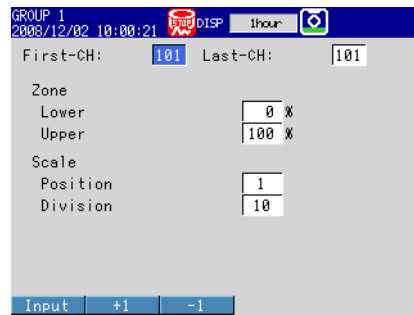 GROUP 1
2008/12/02 10:00:21 STOP DISP 1hour
First-CH: 101 Last-CH: 101
Zone
Lower 0 %
Upper 100 %
Scale
Position 1
Division 10
Input +1 -1